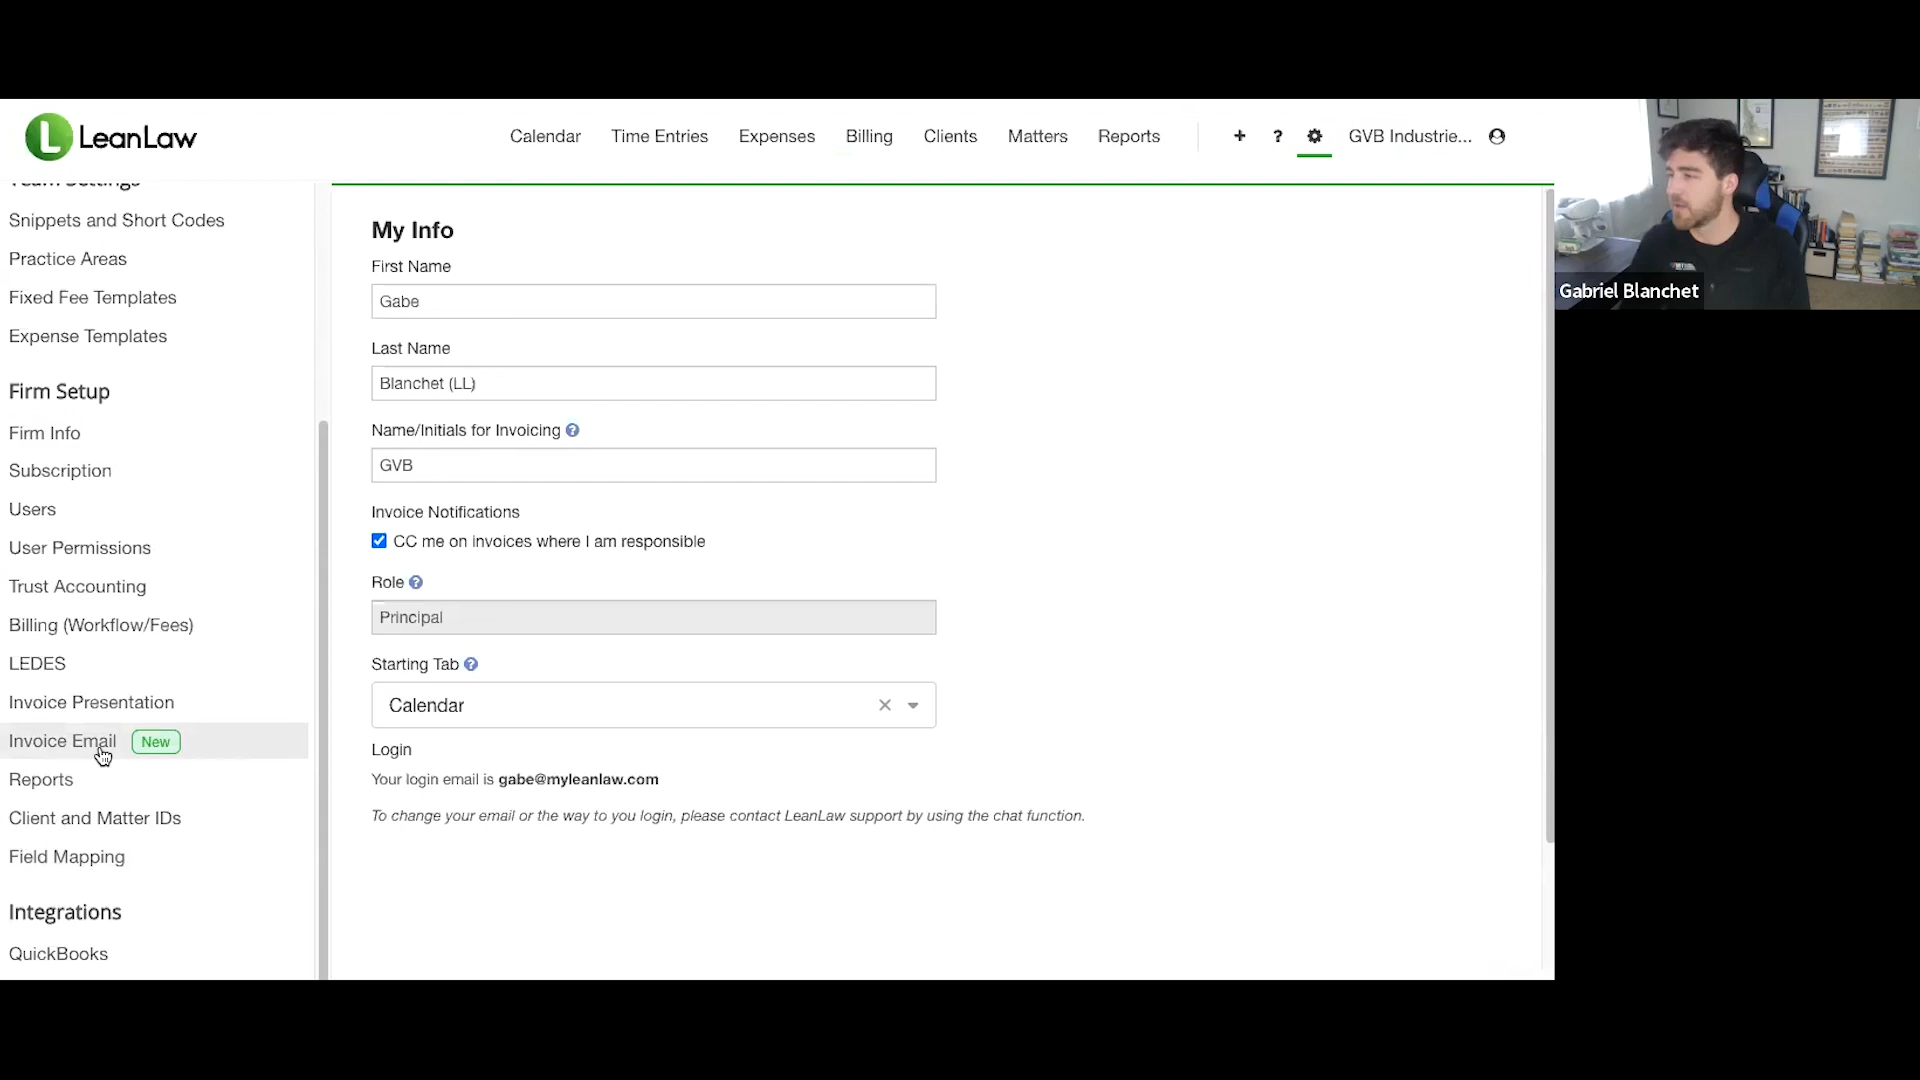 LeanLaw
Calendar
Time Entries
Expenses
Billing
Clients
Matters
Reports
+
?
GVB Industrie...
Team Settings
Snippets and Short Codes
Practice Areas
Fixed Fee Templates
Expense Templates
Firm Setup
Firm Info
Subscription
Users
User Permissions
Trust Accounting
Billing (Workflow/Fees)
LEDES
Invoice Presentation
Invoice Email New
Reports
Client and Matter IDs
Field Mapping
Integrations
QuickBooks
My Info
First Name
Gabe
Last Name
Blanchet (LL)
Name/Initials for Invoicing ?
GVB
Invoice Notifications
CC me on invoices where I am responsible
Role ?
Principal
Starting Tab ?
Calendar
Login
Your login email is gabe@myleanlaw.com
To change your email or the way to you login, please contact LeanLaw support by using the chat function.
Gabriel Blanchet